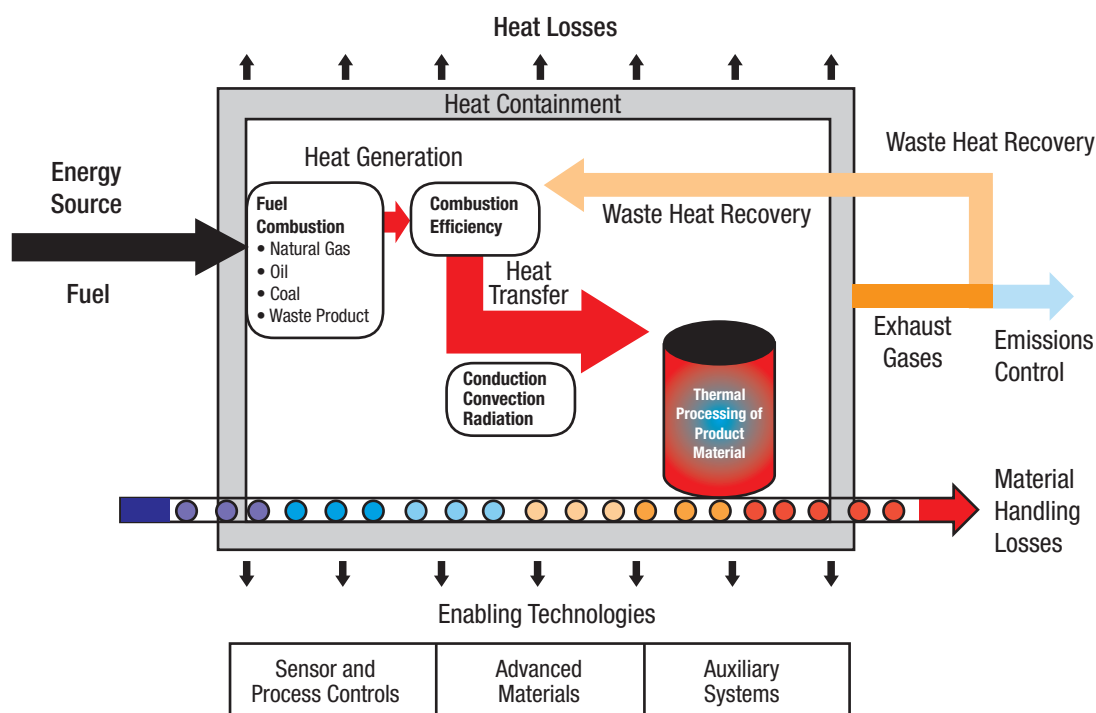 Heat Losses
Heat Containment
Waste Heat Recovery
Heat Generation
Energy
Source
Fuel
Fuel
Combustion
• Natural Gas
• Oil
• Coal
• Waste Product
Combustion
Efficiency
Waste Heat Recovery
Heat
Transfer
Conduction
Convection
Radiation
Thermal
Processing of
Product
Material
Exhaust
Gases
Emissions
Control
Material
Handling
Losses
Enabling Technologies
Sensor and
Process Controls
Advanced
Materials
Auxiliary
Systems